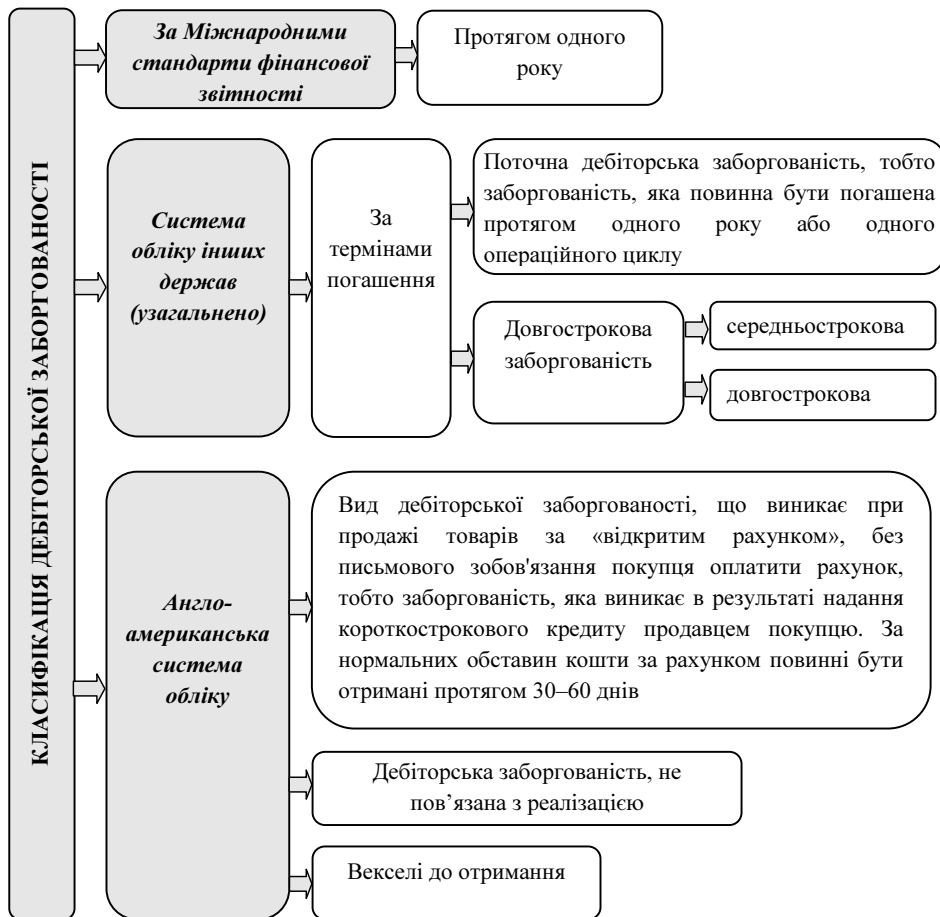 КЛАСИФІКАЦІЯ ДЕБІТОРСЬКОЇ ЗАБОРГОВАНОСТІ
За Міжнародними
стандарти фінансової
звітності
Протягом одного
року
Система
обліку інших
держав
(узагальнено)
За
термінами
погашення
Поточна дебіторська заборгованість, тобто
заборгованість, яка повинна бути погашена
протягом одного року або одного
операційного циклу
Довгострокова
заборгованість
середньострокова
довгострокова
Англо-
американська
система
обліку
Вид дебіторської заборгованості, що виникає при
продажі товарів за «відкритим рахунком», без
письмового зобов'язання покупця оплатити рахунок,
тобто заборгованість, яка виникає в результаті надання
короткострокового кредиту продавцем покупцю. За
нормальних обставин кошти за рахунком повинні бути
отримані протягом 30–60 днів
Дебіторська заборгованість, не
пов’язана з реалізацією
Векселі до отримання